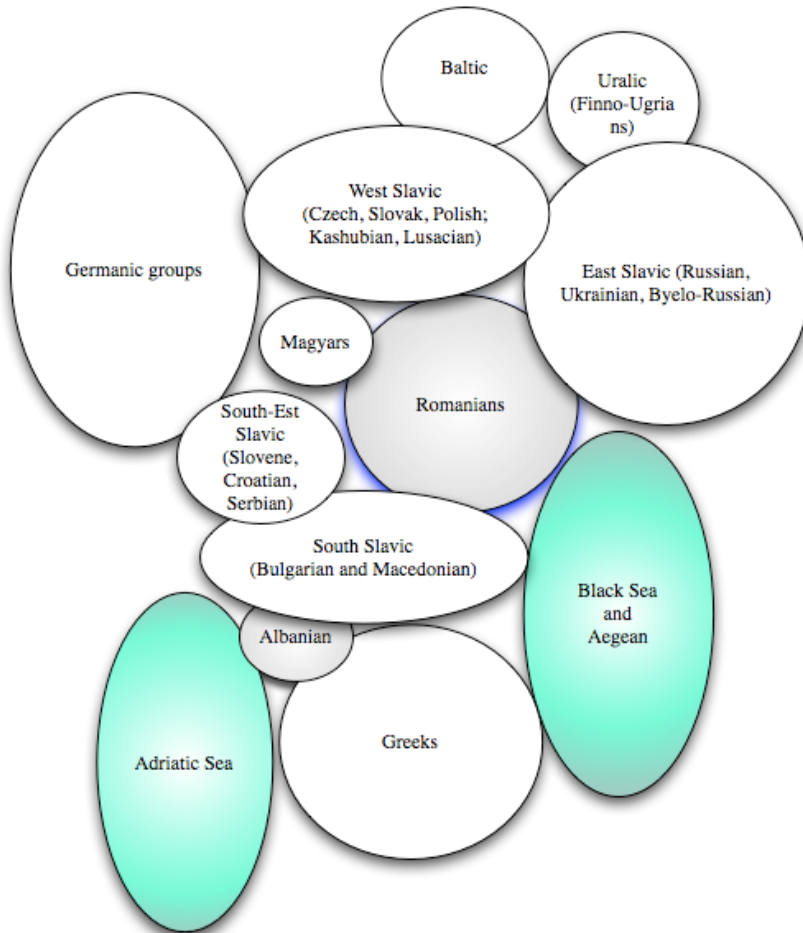 Baltic
Uralic
(Finno-Ugria
ns)
West Slavic
(Czech, Slovak, Polish;
Kashubian, Lusacian)
Germanic groups
East Slavic (Russian,
Ukrainian, Byelo-Russian)
Magyars
Romanians
South-Est
Slavic
(Slovene,
Croatian,
Serbian)
South Slavic
(Bulgarian and Macedonian)
Black Sea
and
Aegean
Albanian
Greeks
Adriatic Sea